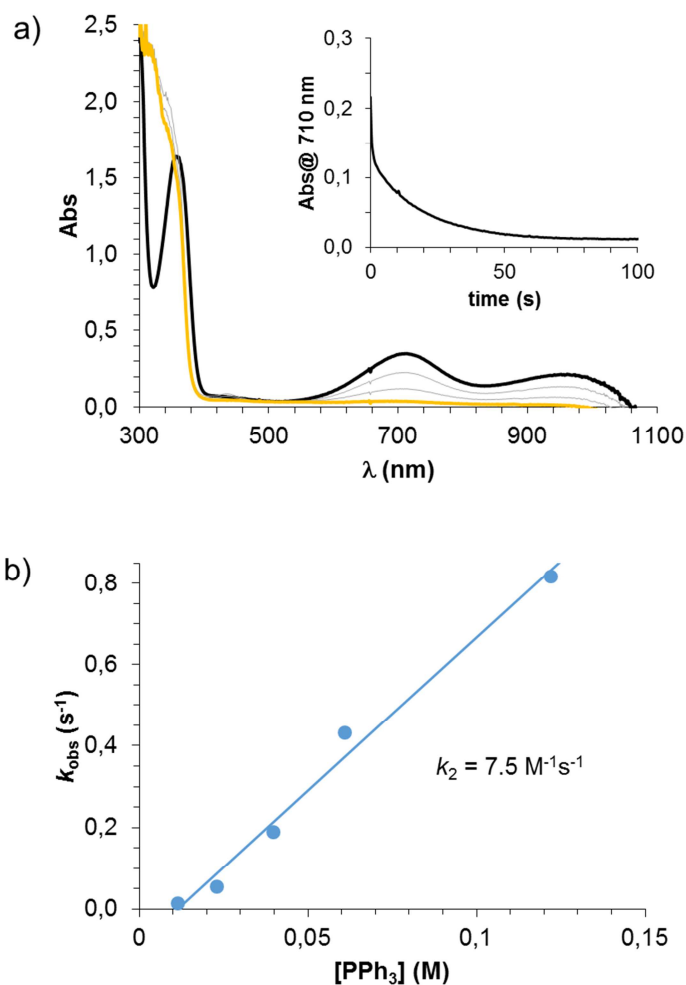 a)
2,5
2,0
1,5
1,0
0,5
0,0
Abs
300 500 700 900 1100
λ (nm)
0,3
0,2
0,1
0,0
Abs@ 710 nm
0 50 100
time (s)
b)
0,8
0,6
0,4
0,2
0,0
kobs (s-1)
k2 = 7.5 M-1s-1
0 0,05 0,1 0,15
[PPh3] (M)